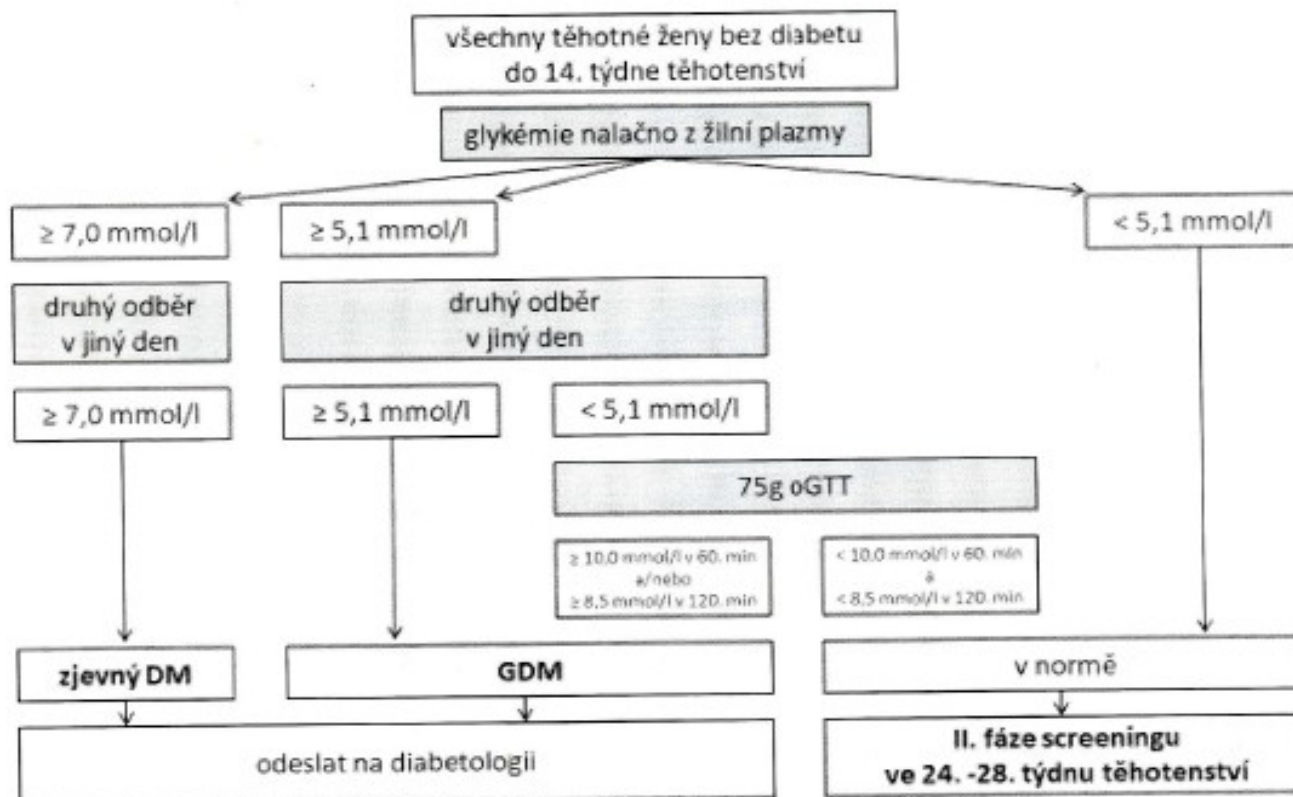 všechny těhotné ženy bez diabetu
do 14. týdne těhotenství
glykémie nalačno z žilní plazmy
≥ 7,0 mmol/l
≥ 5,1 mmol/l
< 5,1 mmol/l
druhý odběr
v jiný den
druhý odběr
v jiný den
≥ 7,0 mmol/l
≥ 5,1 mmol/l
< 5,1 mmol/l
75g oGTT
≥ 10,0 mmol/l v 60. min
a/nebo
≥ 8,5 mmol/l v 120. min
< 10,0 mmol/l v 60. min
a
< 8,5 mmol/l v 120. min
zjevný DM
GDM
v normě
odeslat na diabetologii
II. fáze screeningu
ve 24. -28. týdnu těhotenství